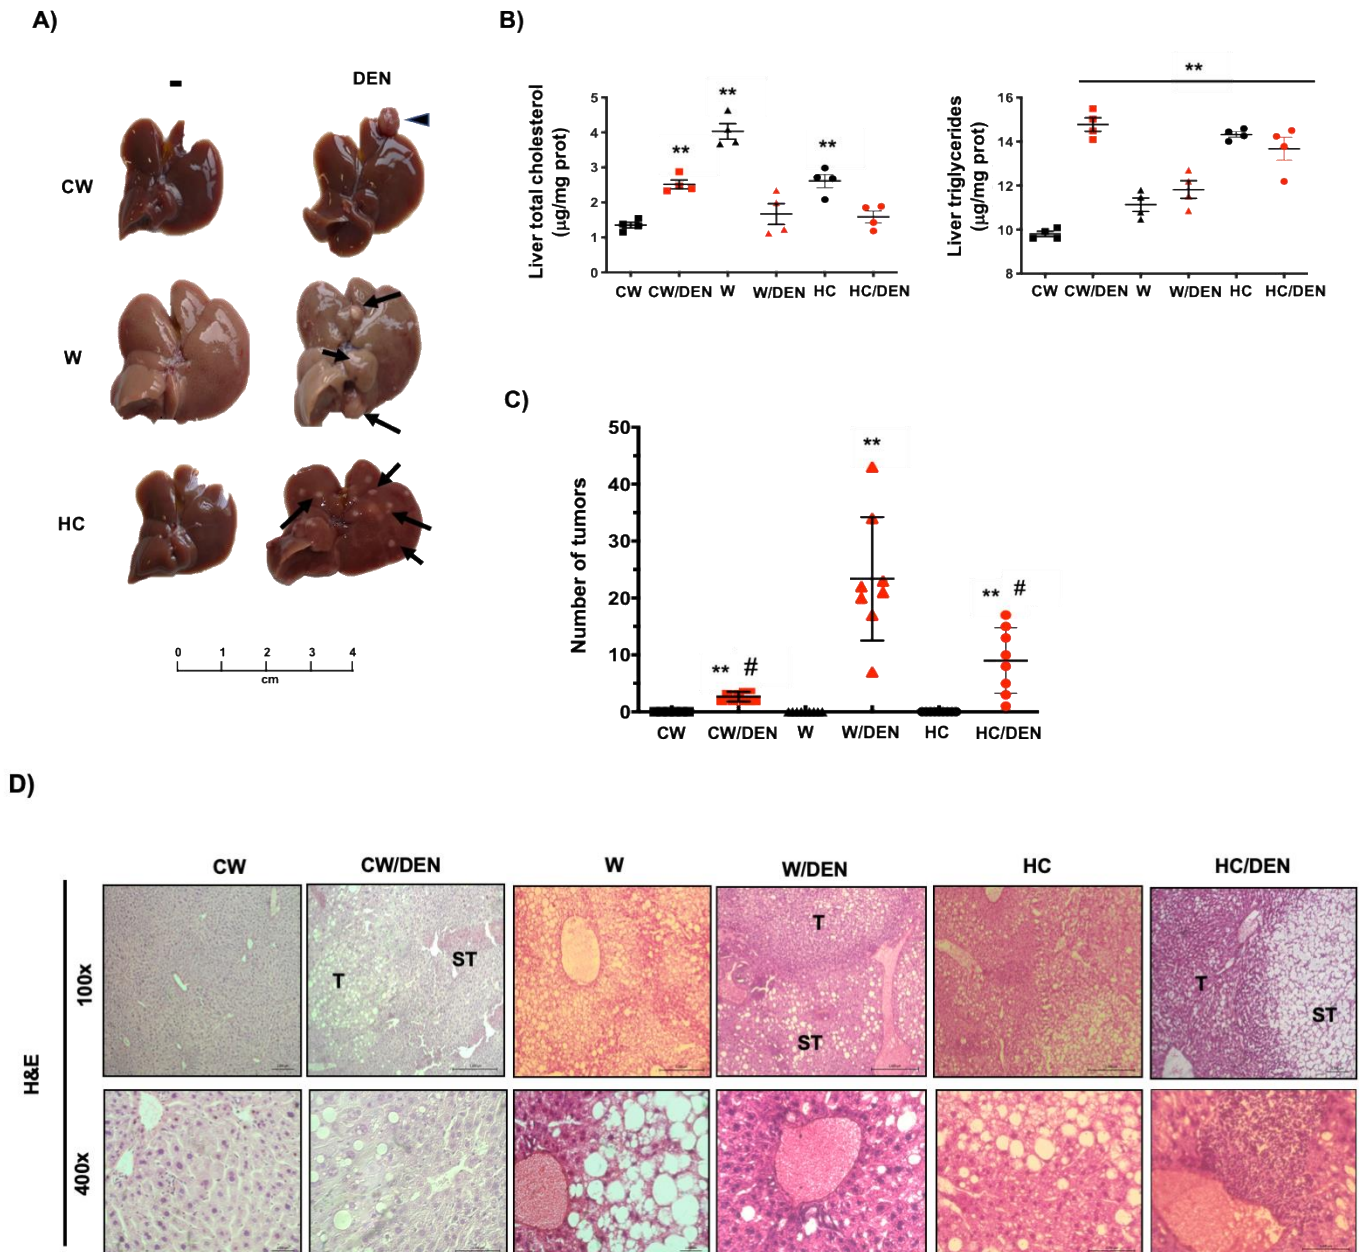 A)
-
DEN
CW
W
HC
0 1 2 3 4
cm
B)
Liver total cholesterol
(µg/mg prot)
5
4
3
2
1
0
**
**
**
CW CW/DEN W W/DEN HC HC/DEN
Liver triglycerides
(µg/mg prot)
16
14
12
10
8
**
CW CW/DEN W W/DEN HC HC/DEN
C)
Number of tumors
50
40
30
20
10
0
** #
**
** #
CW CW/DEN W W/DEN HC HC/DEN
D)
CW CW/DEN W W/DEN HC HC/DEN
H&E
100x
T ST
T ST
T ST
400x